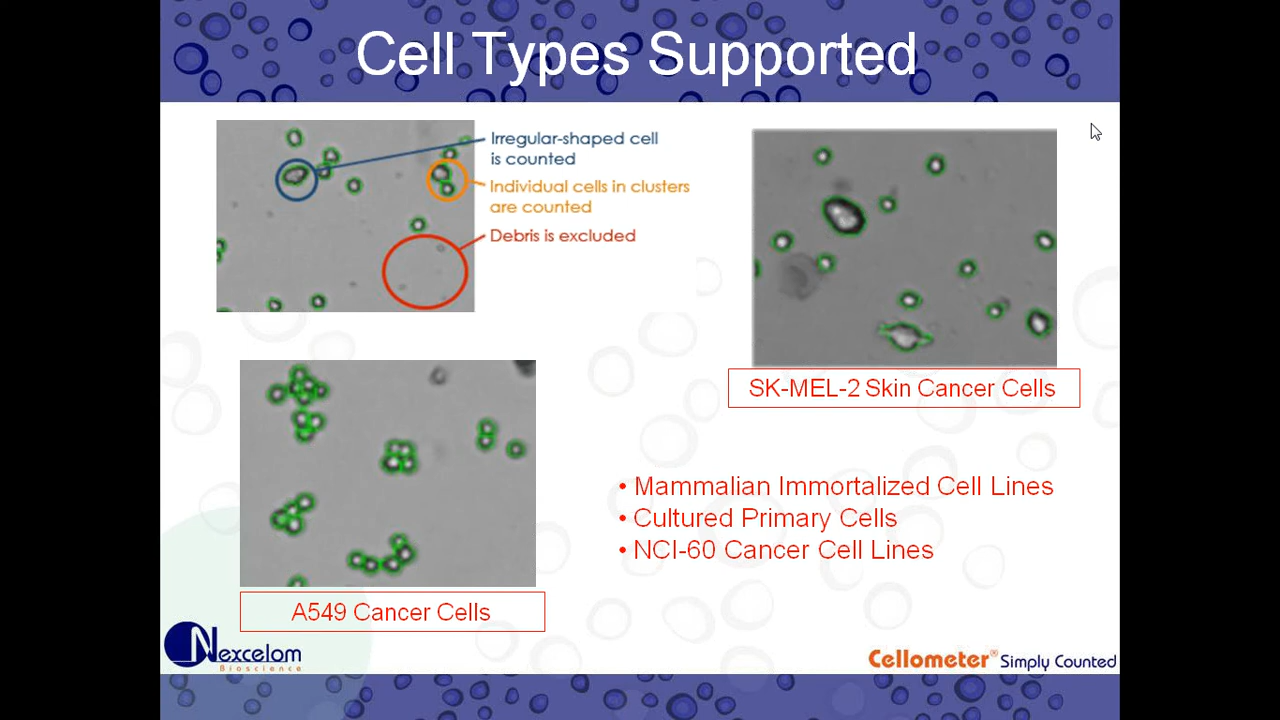 Cell Types Supported
Irregular-shaped cell
is counted
Individual cells in clusters
are counted
Debris is excluded
SK-MEL-2 Skin Cancer Cells
• Mammalian Immortalized Cell Lines
• Cultured Primary Cells
• NCI-60 Cancer Cell Lines
A549 Cancer Cells
Nexcelom
Bioscience
Cellometer® Simply Counted